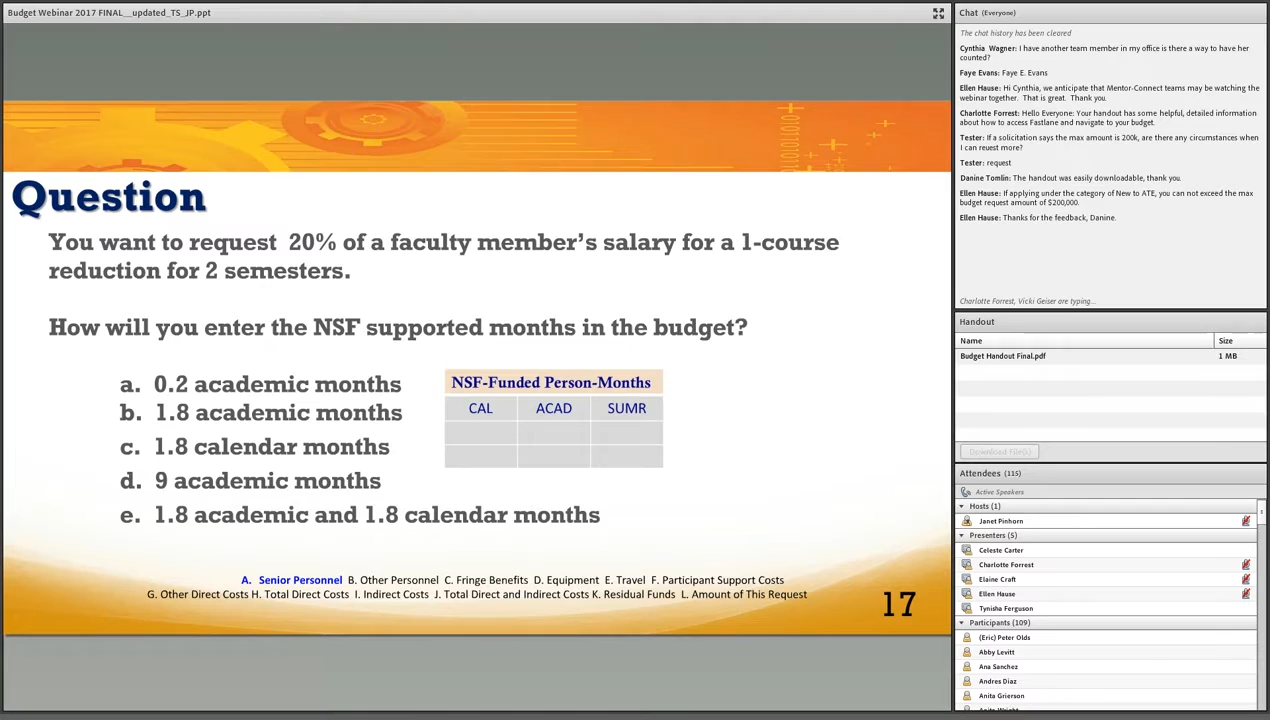 Budget Webinar 2017 FINAL__updated_TS_JP.ppt
Question
You want to request 20% of a faculty member's salary for a 1-course
reduction for 2 semesters.
How will you enter the NSF supported months in the budget?
a. 0.2 academic months
b. 1.8 academic months
c. 1.8 calendar months
d. 9 academic months
e. 1.8 academic and 1.8 calendar months
NSF-Funded Person-Months
CAL ACAD SUMR
A. Senior Personnel B. Other Personnel C. Fringe Benefits D. Equipment E. Travel F. Participant Support Costs
G. Other Direct Costs H. Total Direct Costs I. Indirect Costs J. Total Direct and Indirect Costs K. Residual Funds L. Amount of This Request
17
Chat (Everyone)
The chat history has been cleared
Cynthia Wagner: I have another team member in my office is there a way to have her
counted?
Faye Evans: Faye E. Evans
Ellen Hause: Hi Cynthia, we anticipate that Mentor-Connect teams may be watching the
webinar together. That is great. Thank you.
Charlotte Forrest: Hello Everyone: Your handout has some helpful, detailed information
about how to access Fastlane and navigate to your budget.
Tester: If a solicitation says the max amount is 200k, are there any circumstances when
I can reuest more?
Tester: request
Danine Tomlin: The handout was easily downloadable, thank you.
Ellen Hause: If applying under the category of New to ATE, you can not exceed the max
budget request amount of $200,000.
Ellen Hause: Thanks for the feedback, Danine.
Charlotte Forrest, Vicki Geiser are typing...
Handout
Name Size
Budget Handout Final.pdf 1 MB
Download File(s)
Attendees (115)
Active Speakers
Hosts (1)
Janet Pinhorn
Presenters (5)
Celeste Carter
Charlotte Forrest
Elaine Craft
Ellen Hause
Tynisha Ferguson
Participants (109)
(Eric) Peter Olds
Abby Levitt
Ana Sanchez
Andres Diaz
Anita Grierson